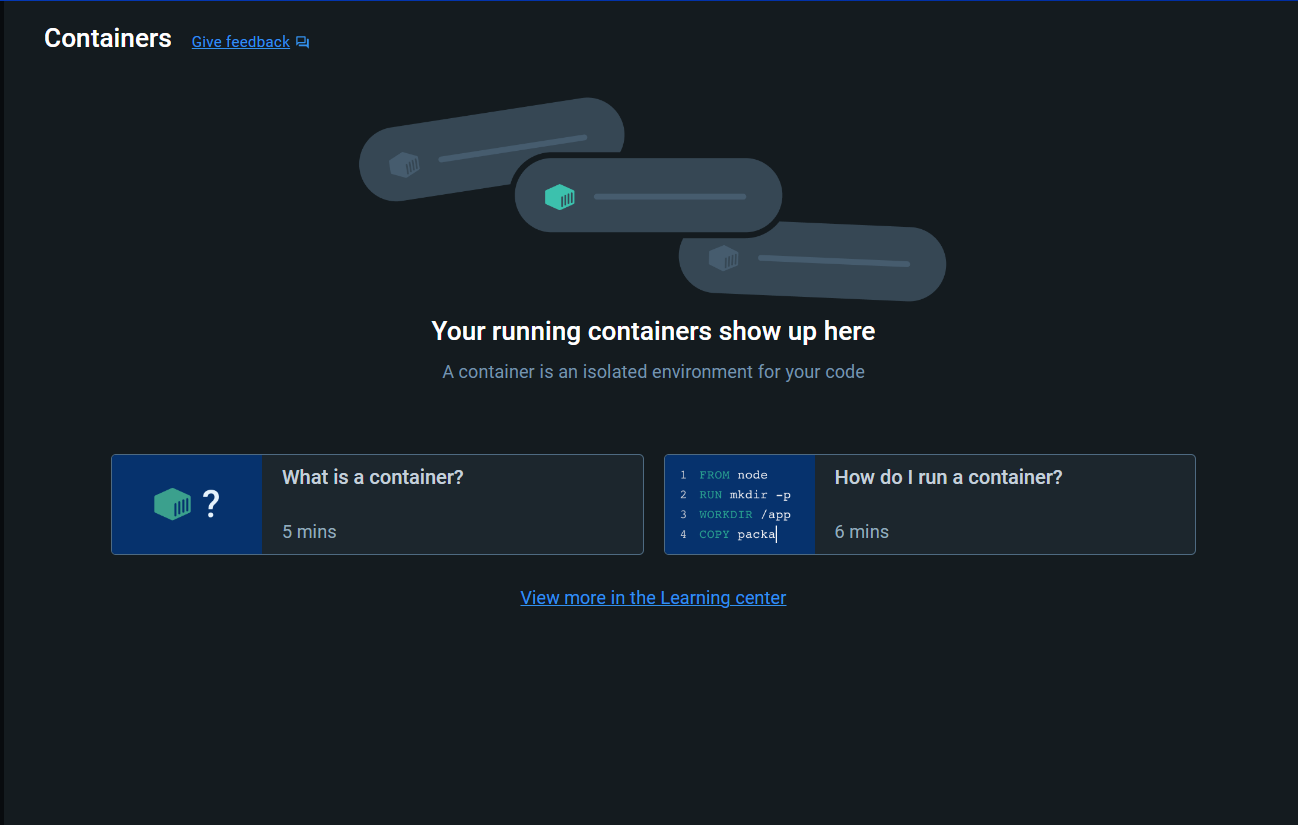 Containers Give feedback
Your running containers show up here
A container is an isolated environment for your code
?
What is a container?
5 mins
1 FROM node
2 RUN mkdir -p
3 WORKDIR /app
4 COPY packa
How do I run a container?
6 mins
View more in the Learning center